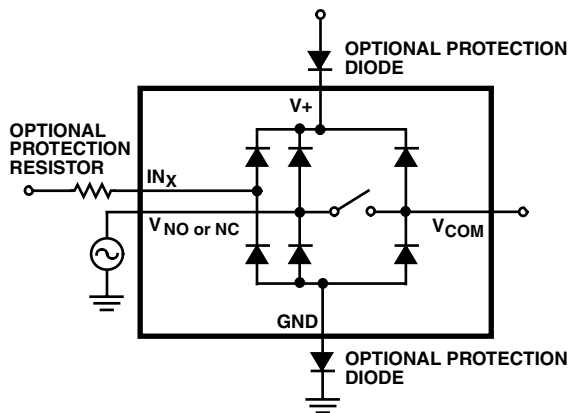 OPTIONAL PROTECTION
DIODE
V+
OPTIONAL
PROTECTION
RESISTOR
INX
VNO or NC
VCOM
GND
OPTIONAL PROTECTION
DIODE